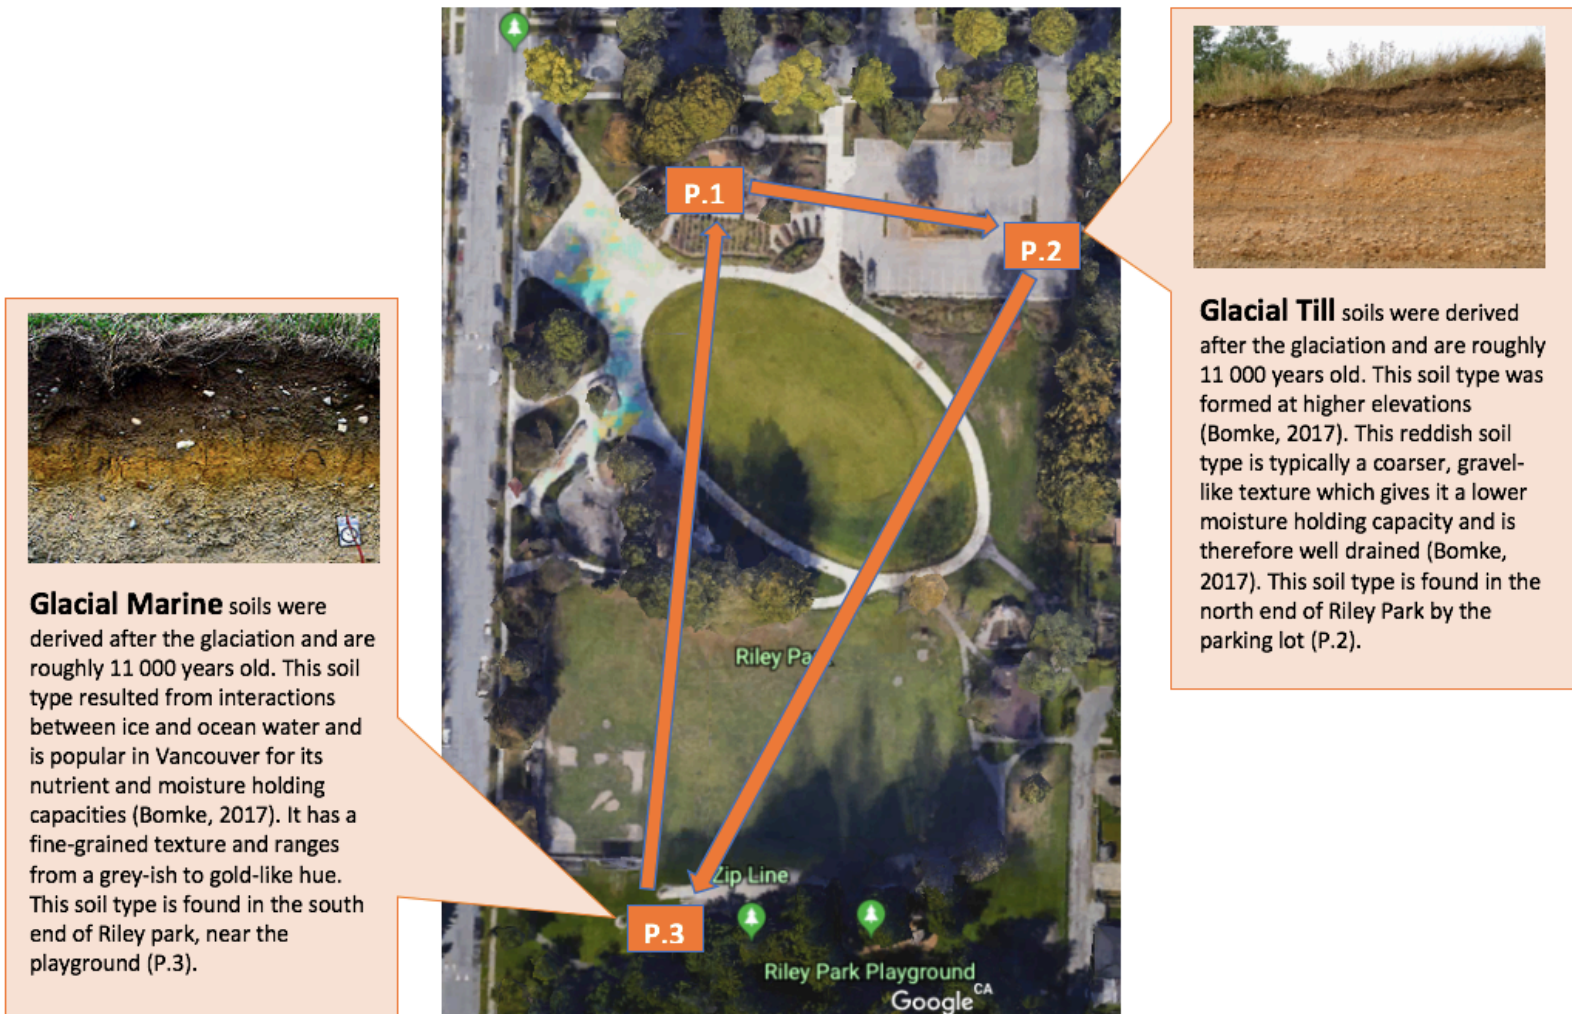 P.1
P.2
P.3
Riley Park
Zip Line
Riley Park Playground
Google
CA
Glacial Marine soils were
derived after the glaciation and are
roughly 11 000 years old. This soil
type resulted from interactions
between ice and ocean water and
is popular in Vancouver for its
nutrient and moisture holding
capacities (Bomke, 2017). It has a
fine-grained texture and ranges
from a grey-ish to gold-like hue.
This soil type is found in the south
end of Riley park, near the
playground (P.3).
Glacial Till soils were derived
after the glaciation and are roughly
11 000 years old. This soil type was
formed at higher elevations
(Bomke, 2017). This reddish soil
type is typically a coarser, gravel-
like texture which gives it a lower
moisture holding capacity and is
therefore well drained (Bomke,
2017). This soil type is found in the
north end of Riley Park by the
parking lot (P.2).